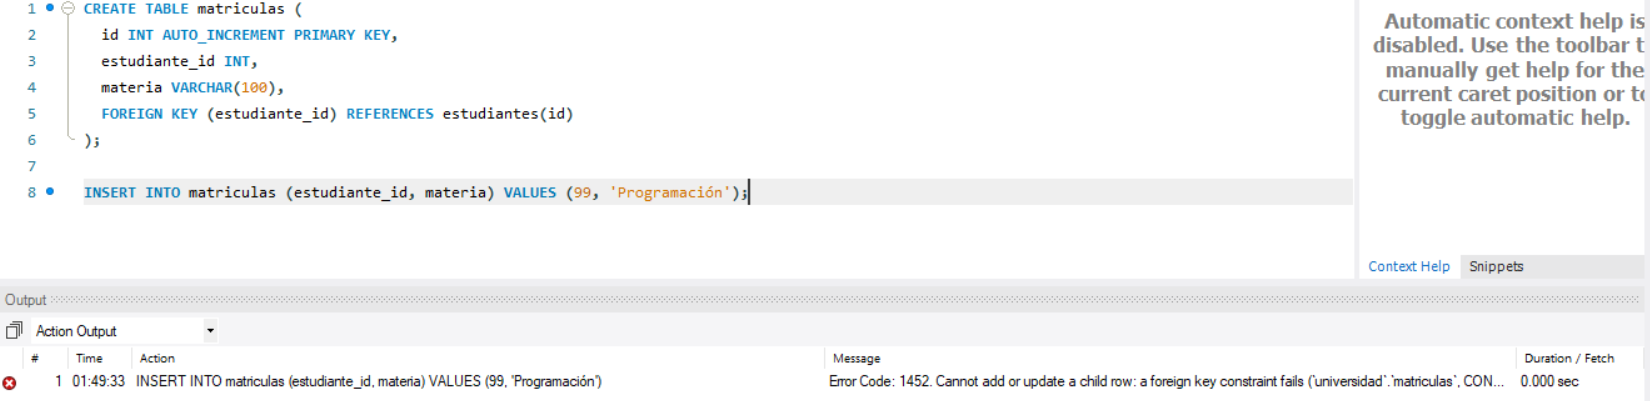 1 CREATE TABLE matriculas (
2 id INT AUTO_INCREMENT PRIMARY KEY,
3 estudiante_id INT,
4 materia VARCHAR(100),
5 FOREIGN KEY (estudiante_id) REFERENCES estudiantes(id)
6 );
7
8 INSERT INTO matriculas (estudiante_id, materia) VALUES (99, 'Programación');
Automatic context help is
disabled. Use the toolbar t
manually get help for the
current caret position or to
toggle automatic help.
Context Help Snippets
Output
Action Output
# Time Action Message Duration / Fetch
1 01:49:33 INSERT INTO matriculas (estudiante_id, materia) VALUES (99, 'Programación') Error Code: 1452. Cannot add or update a child row: a foreign key constraint fails (`universidad`.`matriculas`, CON... 0.000 sec